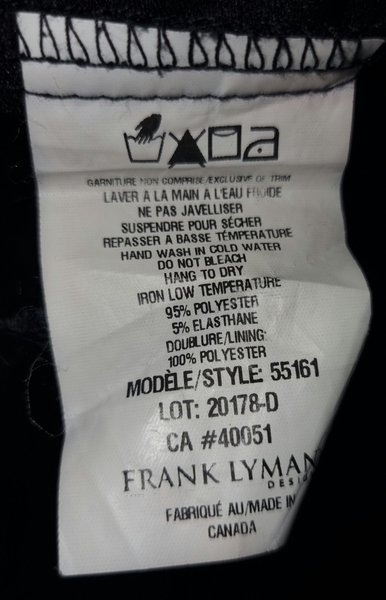 GARNITURE NON COMPRISE/EXCLUSIVE OF TRIM
LAVER A LA MAIN A L'EAU FROIDE
NE PAS JAVELLISER
SUSPENDRE POUR SÉCHER
REPASSER A BASSE TEMPÉRATURE
HAND WASH IN COLD WATER
DO NOT BLEACH
HANG TO DRY
IRON LOW TEMPERATURE
95% POLYESTER
5% ELASTHANE
DOUBLURE/LINING:
100% POLYESTER
MODÈLE/STYLE: 55161
LOT: 20178-D
CA #40051
FRANK LYMAN
DESIGN
FABRIQUÉ AU/MADE IN
CANADA